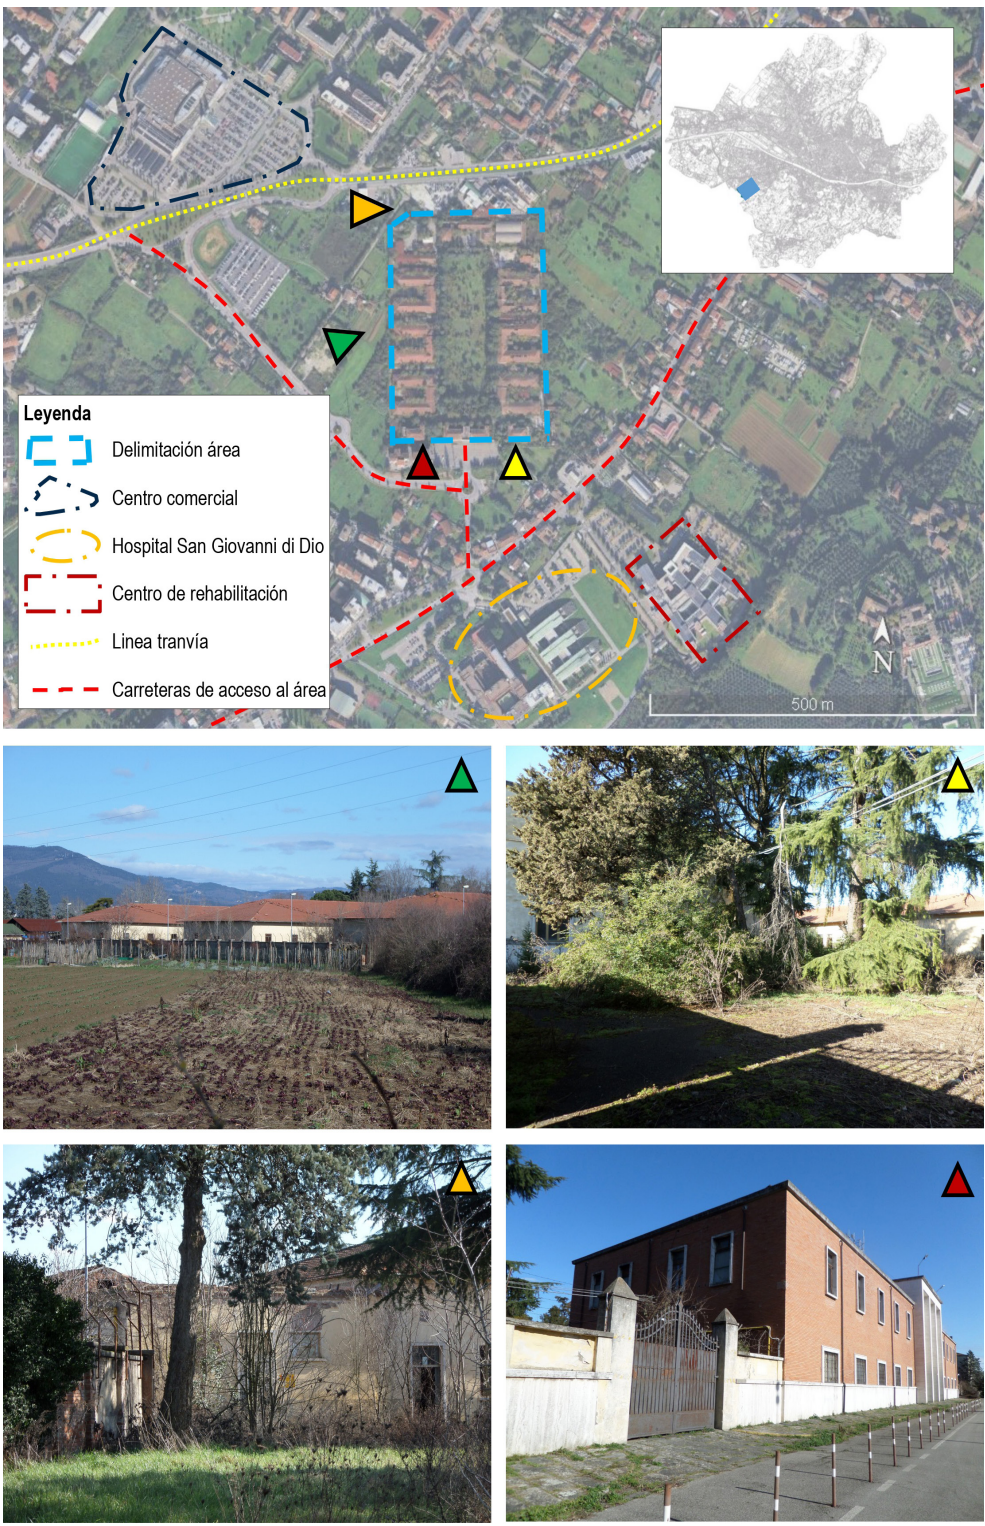 Leyenda
Delimitación área
Centro comercial
Hospital San Giovanni di Dio
Centro de rehabilitación
Linea tranvía
Carreteras de acceso al área
N
500 m